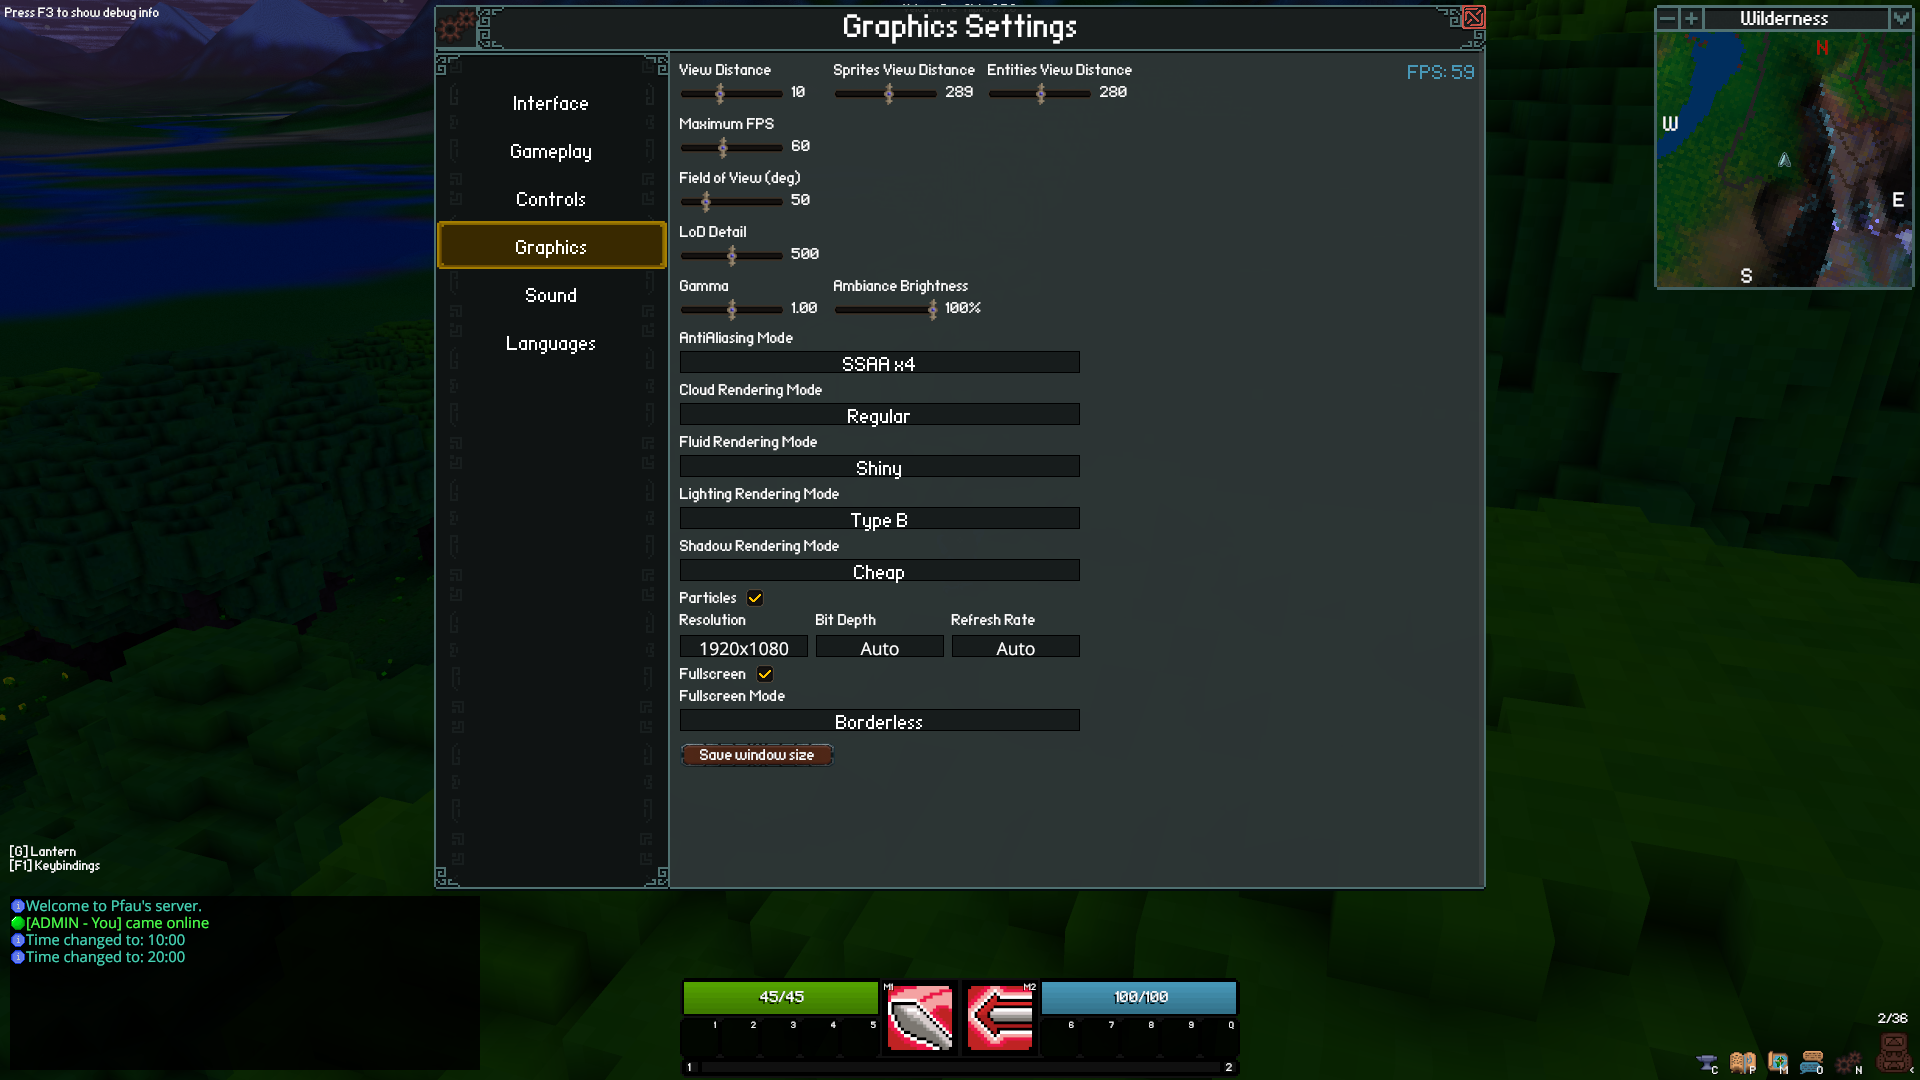 Press F3 to show debug info
Graphics Settings
Interface
Gameplay
Controls
Graphics
Sound
Languages
FPS: 59
View Distance
10
Sprites View Distance
289
Entities View Distance
280
Maximum FPS
60
Field of View (deg)
50
LoD Detail
500
Gamma
1.00
Ambiance Brightness
100%
AntiAliasing Mode
SSAA x4
Cloud Rendering Mode
Regular
Fluid Rendering Mode
Shiny
Lighting Rendering Mode
Type B
Shadow Rendering Mode
Cheap
Particles
Resolution Bit Depth Refresh Rate
1920x1080 Auto Auto
Fullscreen
Fullscreen Mode
Borderless
Save window size
Wilderness
N
W
E
S
[G] Lantern
[F1] Keybindings
Welcome to Pfau's server.
[ADMIN - You] came online
Time changed to: 10:00
Time changed to: 20:00
45/45
M1
M2
100/100
1 2 3 4 5
6 7 8 9 Q
1
2
2/36
C P M O N